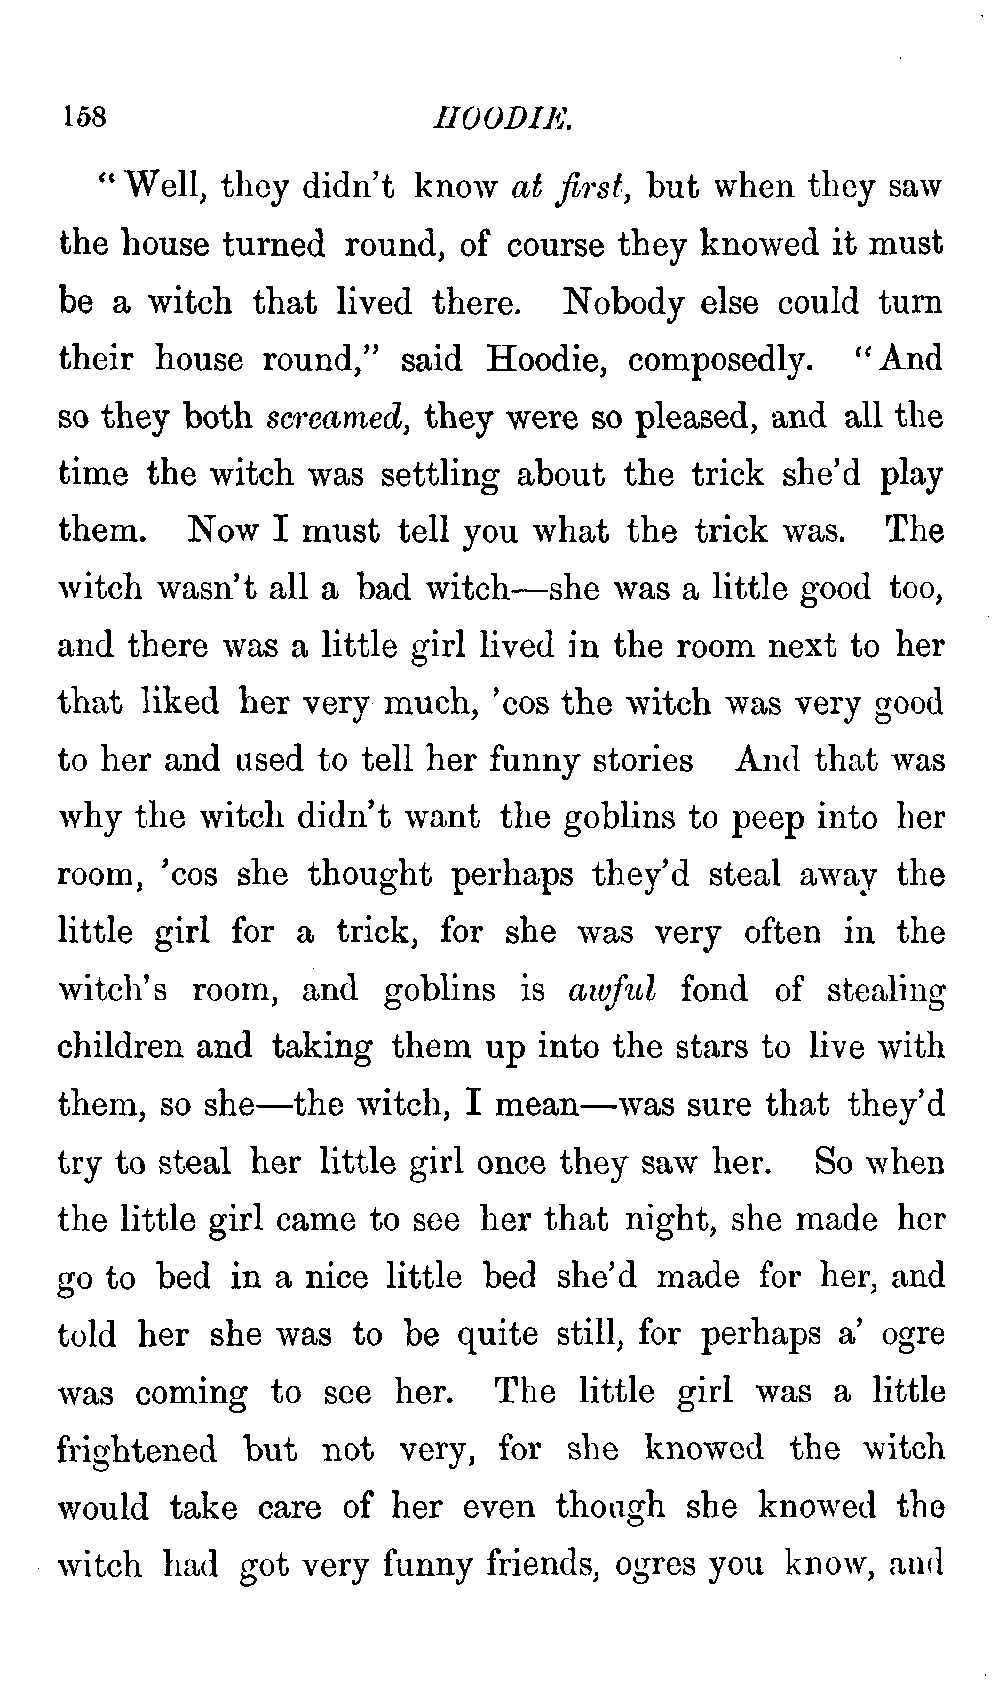 158 HOODIE.
“Well, they didn’t know at first, but when they saw
the house turned round, of course they knowed it must
be a witch that lived there. Nobody else could turn
their house round,” said Hoodie, composedly. “And
so they both screamed, they were so pleased, and all the
time the witch was settling about the trick she’d play
them. Now I must tell you what the trick was. The
witch wasn’t all a bad witch—she was a little good too,
and there was a little girl lived in the room next to her
that liked her very much, ’cos the witch was very good
to her and used to tell her funny stories And that was
why the witch didn’t want the goblins to peep into her
room, ’cos she thought perhaps they’d steal away the
little girl for a trick, for she was very often in the
witch’s room, and goblins is awful fond of stealing
children and taking them up into the stars to live with
them, so she—the witch, I mean—was sure that they’d
try to steal her little girl once they saw her. So when
the little girl came to see her that night, she made her
go to bed in a nice little bed she’d made for her, and
told her she was to be quite still, for perhaps a’ ogre
was coming to see her. The little girl was a little
frightened but not very, for she knowed the witch
would take care of her even though she knowed the
witch had got very funny friends, ogres you know, and